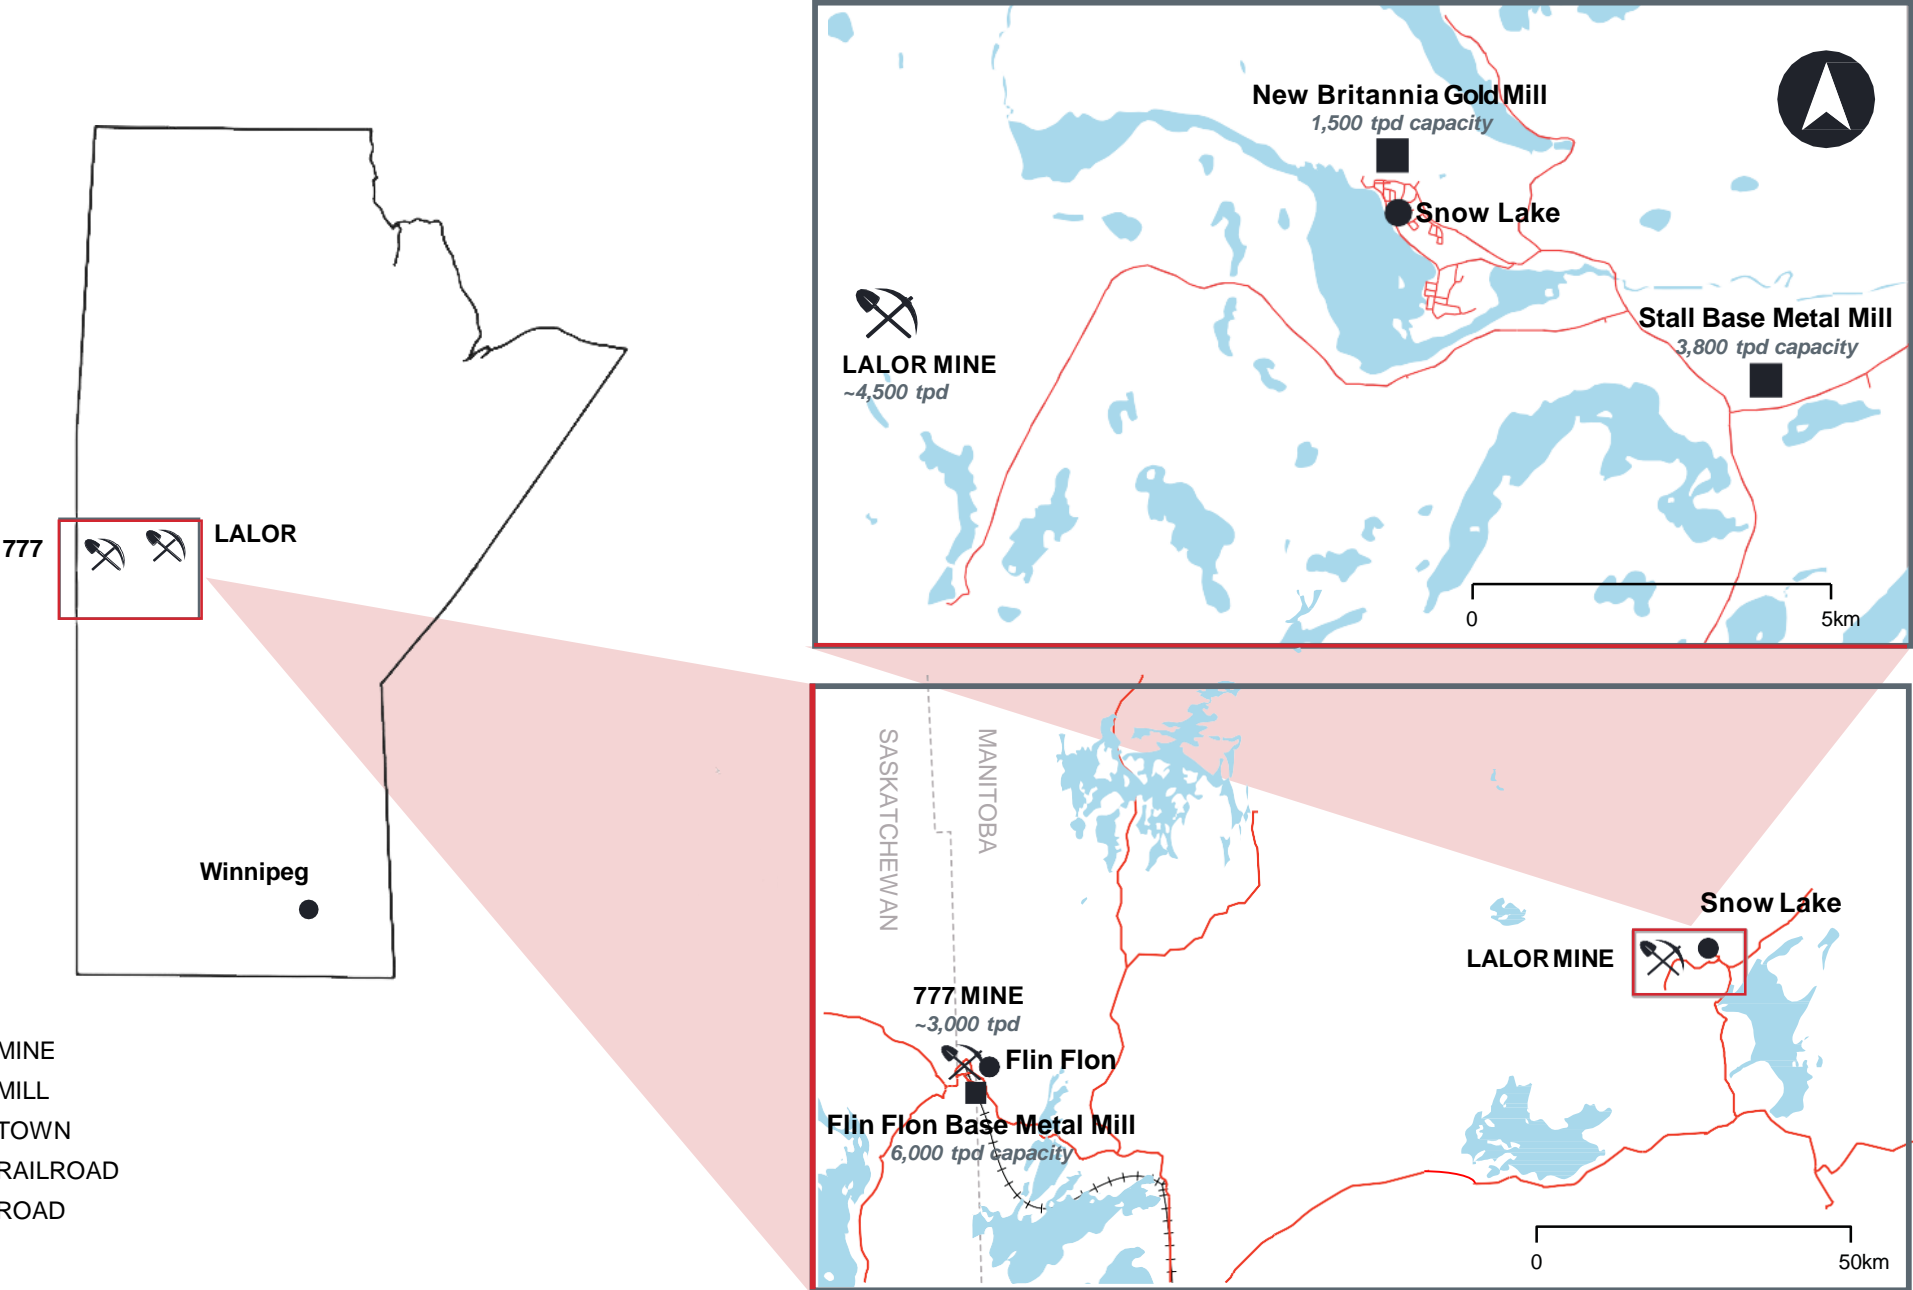 777
LALOR
Winnipeg
MINE
MILL
TOWN
RAILROAD
ROAD
New Britannia Gold Mill
1,500 tpd capacity
Snow Lake
LALOR MINE
~4,500 tpd
Stall Base Metal Mill
3,800 tpd capacity
0
5km
SASKATCHEWAN
MANITOBA
Snow Lake
LALOR MINE
777 MINE
~3,000 tpd
Flin Flon
Flin Flon Base Metal Mill
6,000 tpd capacity
0
50km